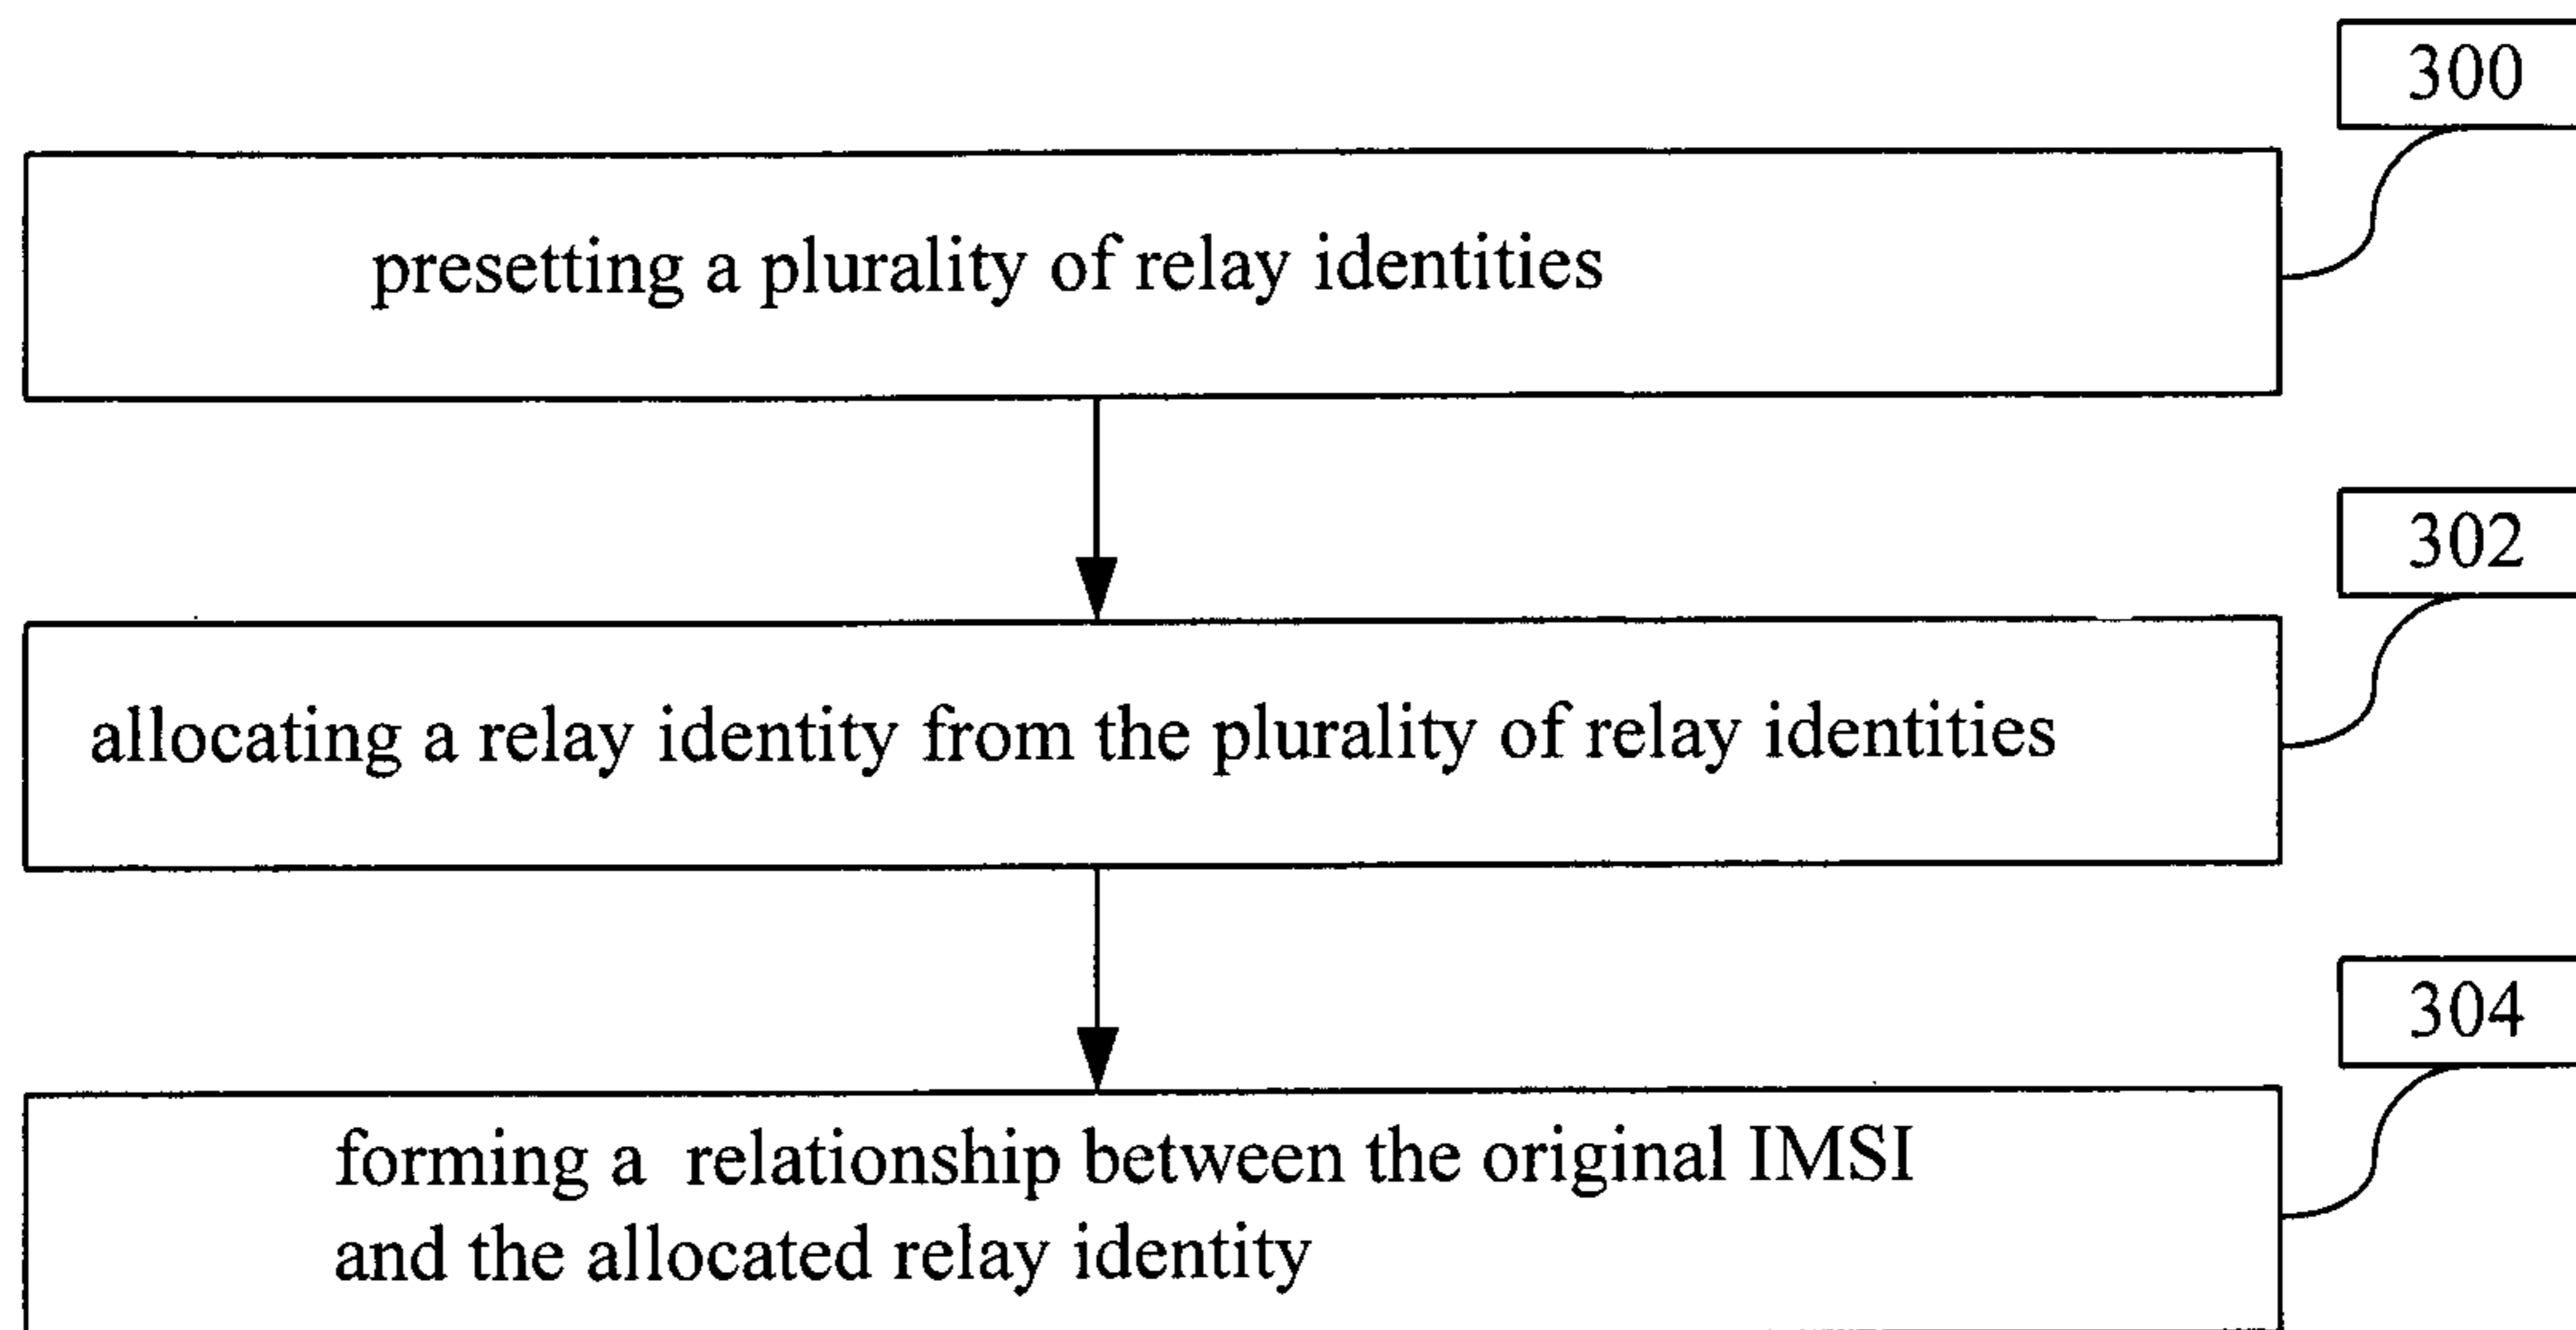 300
presetting a plurality of relay identities
302
allocating a relay identity from the plurality of relay identities
304
forming a relationship between the original IMSI
and the allocated relay identity